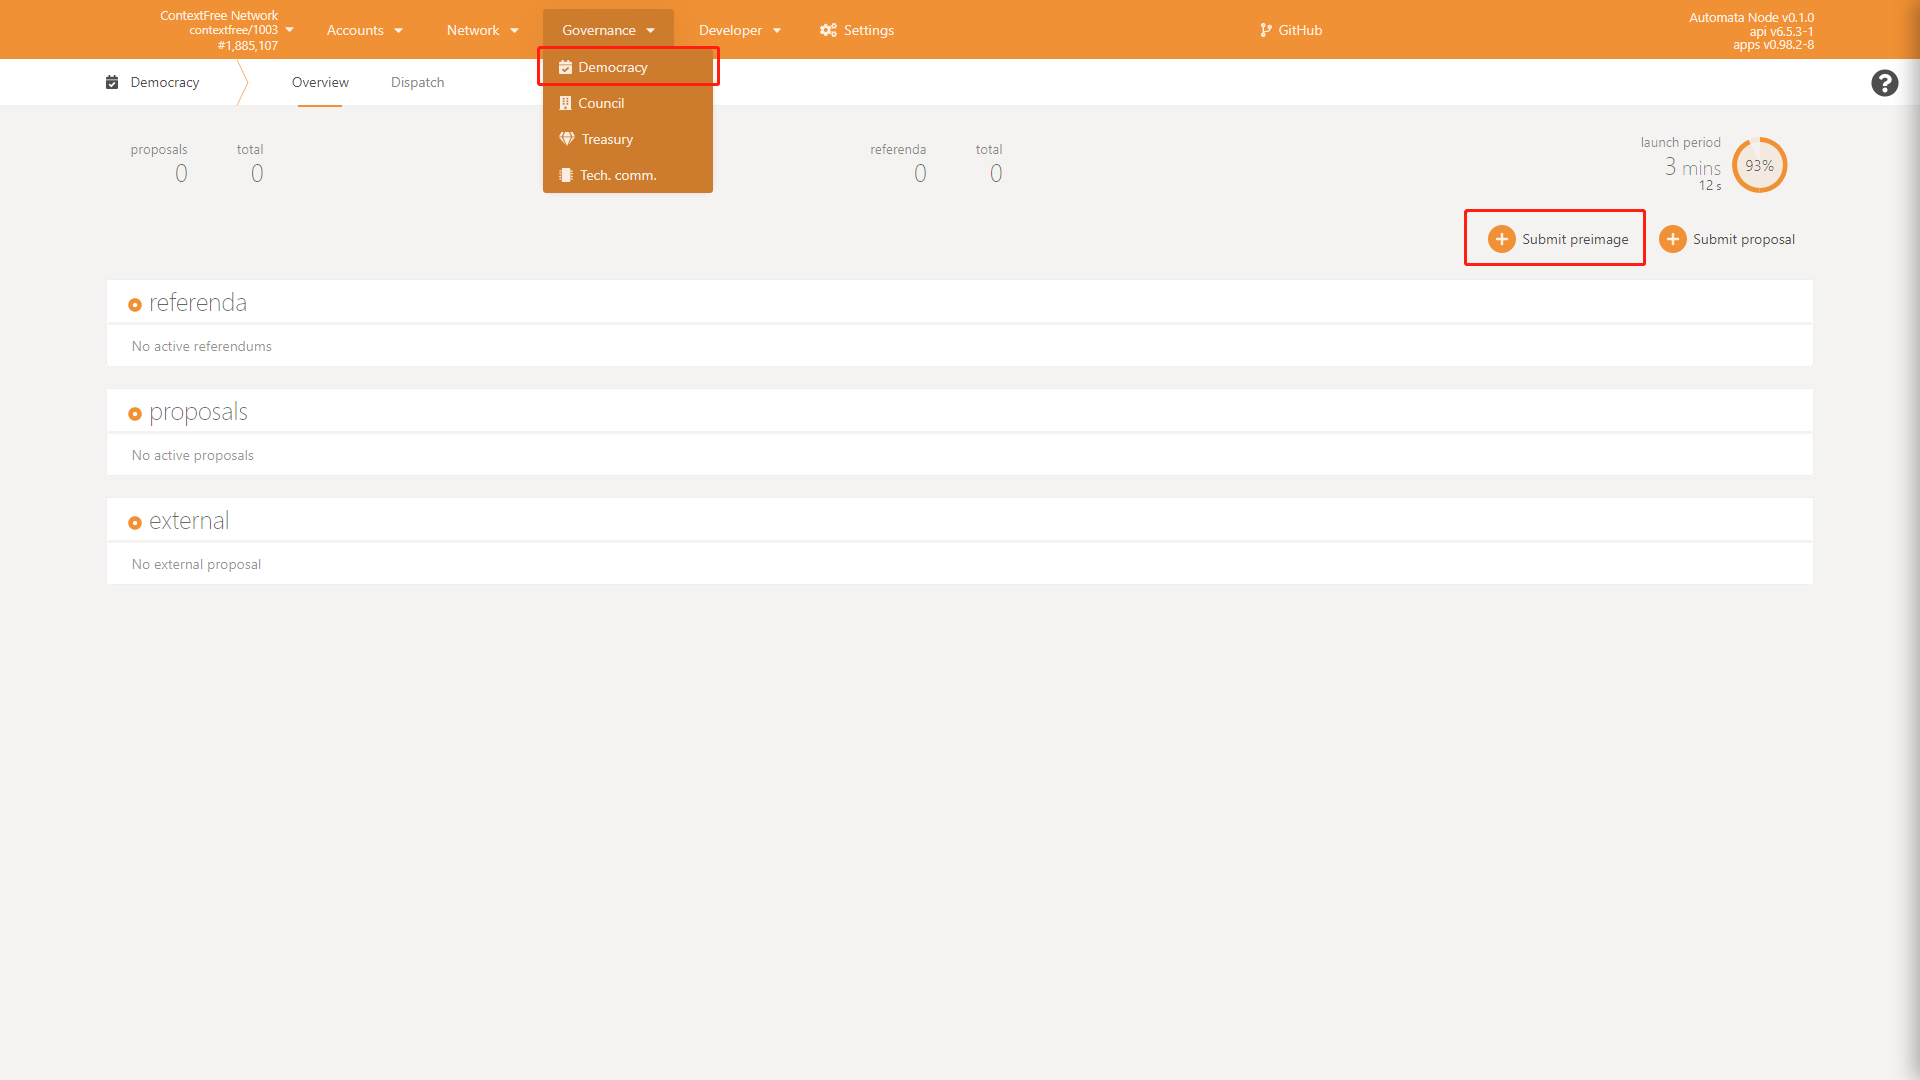 ContextFree Network
contextfree/1003
#1,885,107
Accounts
Network
Governance
Developer
Settings
GitHub
Automata Node v0.1.0
api v6.5.3-1
apps v0.98.2-8
Democracy
Overview
Dispatch
Democracy
Council
Treasury
Tech. comm.
proposals
0
total
0
referenda
0
total
0
launch period
3 mins
12 s
93%
Submit preimage
Submit proposal
referenda
No active referendums
proposals
No active proposals
external
No external proposal